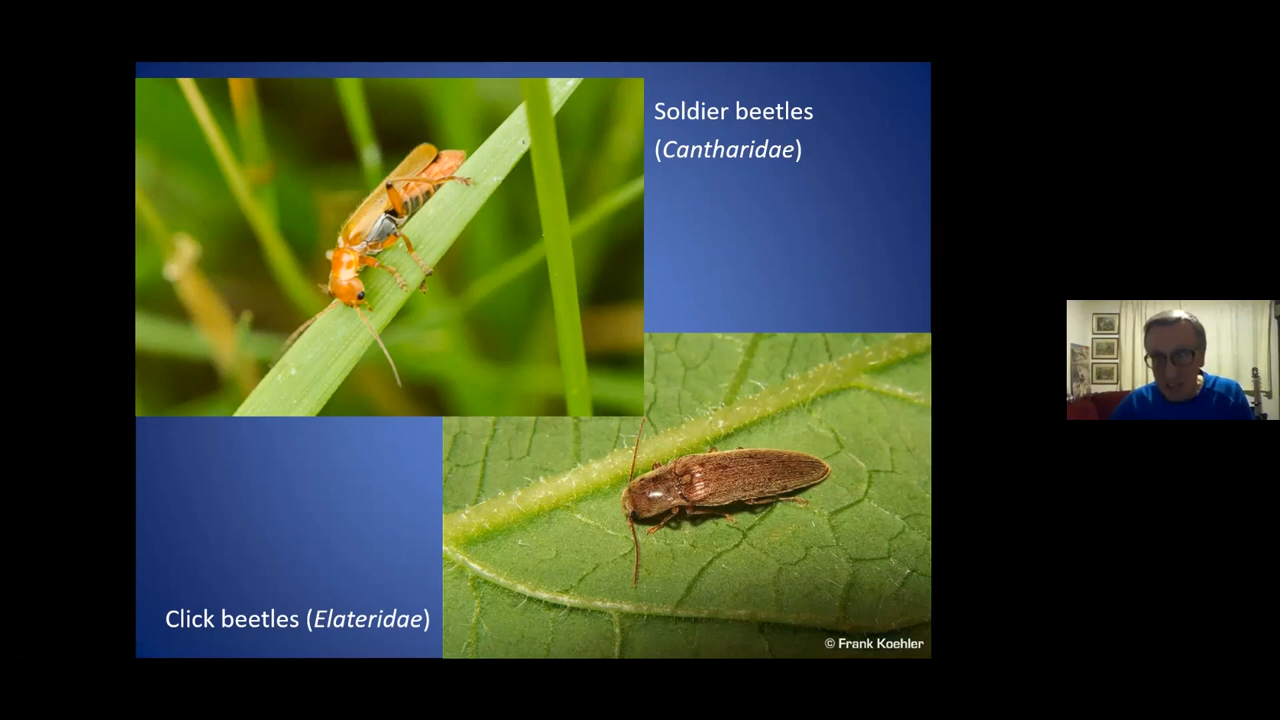 Soldier beetles
(Cantharidae)
Click beetles (Elateridae)
© Frank Koehler